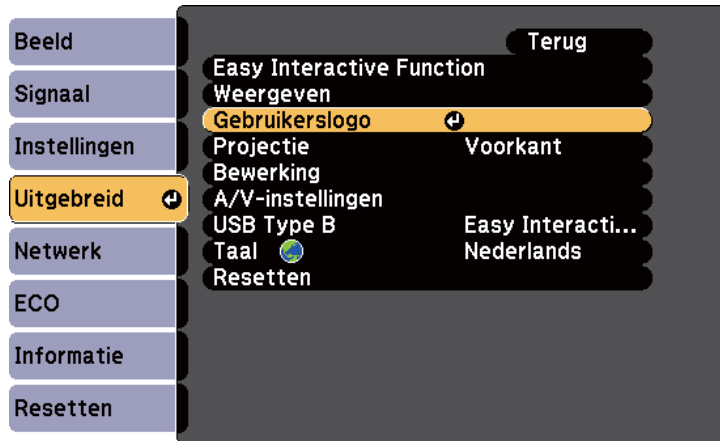 Beeld
Signaal
Instellingen
Uitgebreid
Netwerk
ECO
Informatie
Resetten
Terug
Easy Interactive Function
Weergeven
Gebruikerslogo
Projectie Voorkant
Bewerking
A/V-instellingen
USB Type B Easy Interacti...
Taal Nederlands
Resetten